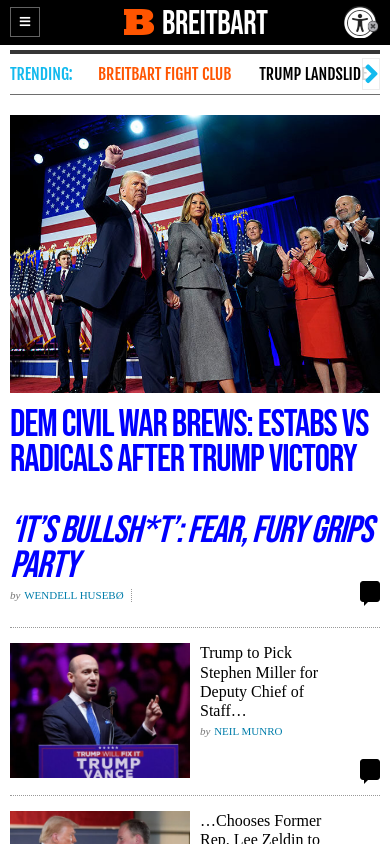 B BREITBART
TRENDING: BREITBART FIGHT CLUB TRUMP LANDSLID
DEM CIVIL WAR BREWS: ESTABS VS
RADICALS AFTER TRUMP VICTORY
‘IT’S BULLSH*T’: FEAR, FURY GRIPS
PARTY
by WENDELL HUSEBØ
Trump to Pick
Stephen Miller for
Deputy Chief of
Staff…
by NEIL MUNRO
TRUMP WILL FIX IT
TRUMP
VANCE
…Chooses Former
Rep. Lee Zeldin to